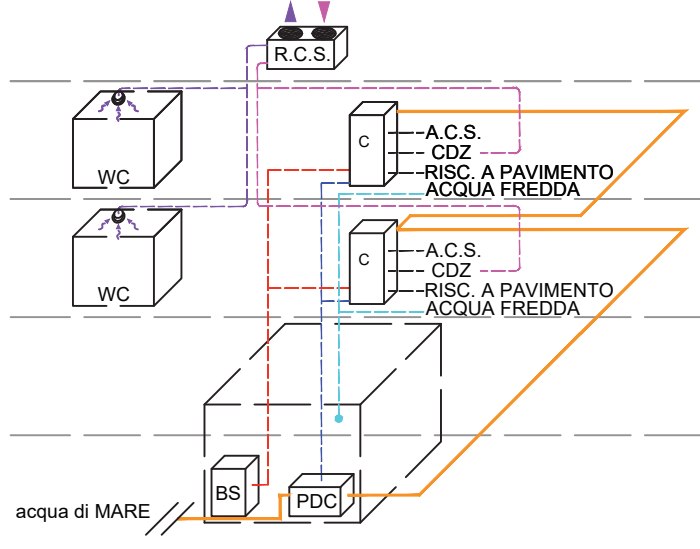 R.C.S.
WC
C
A.C.S.
CDZ
RISC. A PAVIMENTO
ACQUA FREDDA
WC
C
A.C.S.
CDZ
RISC. A PAVIMENTO
ACQUA FREDDA
BS
PDC
acqua di MARE